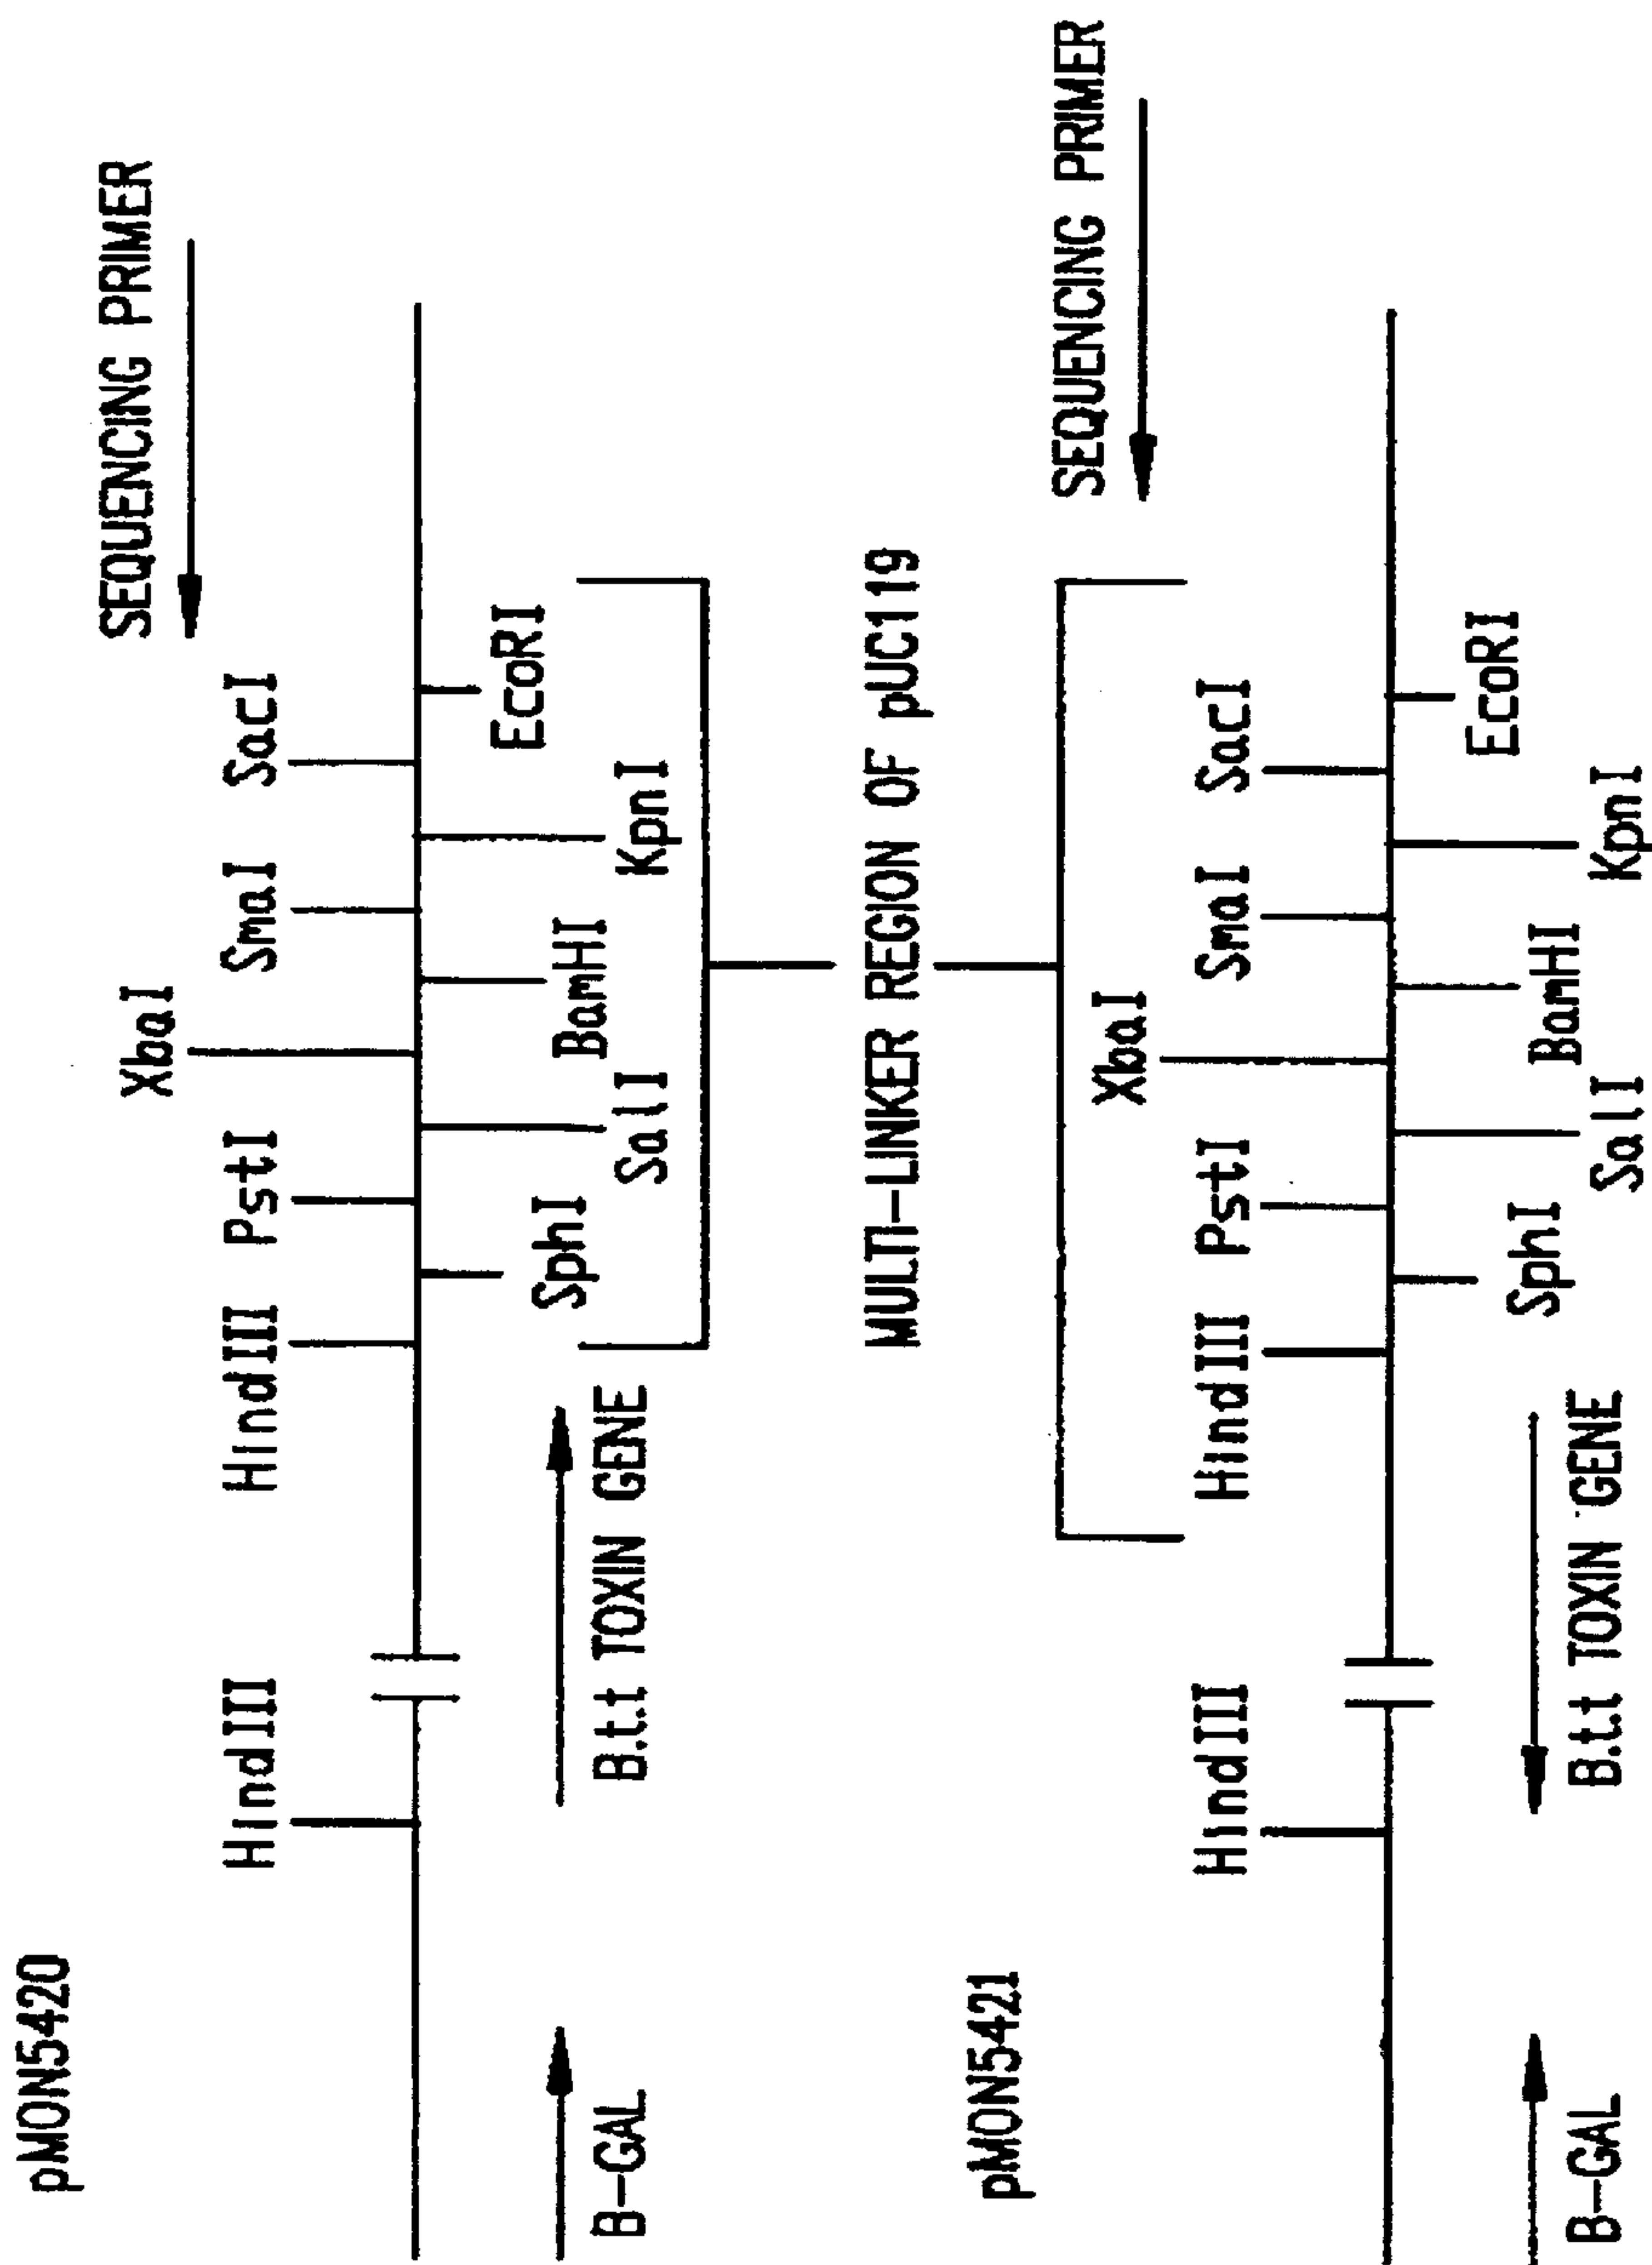 pMON5420
SEQUENCING PRIMER
XbaI
HindIII
HindIII
PstI
SmaI
SacI
SphI
SalI
BamHI
KpnI
EcoRI
B-GAL
B.t.t TOXIN GENE
MULTI-LINKER REGION OF pUC119
pMON5421
SEQUENCING PRIMER
XbaI
HindIII
HindIII
PstI
SmaI
SacI
SphI
SalI
BamHI
KpnI
EcoRI
B-GAL
B.t.t TOXIN GENE